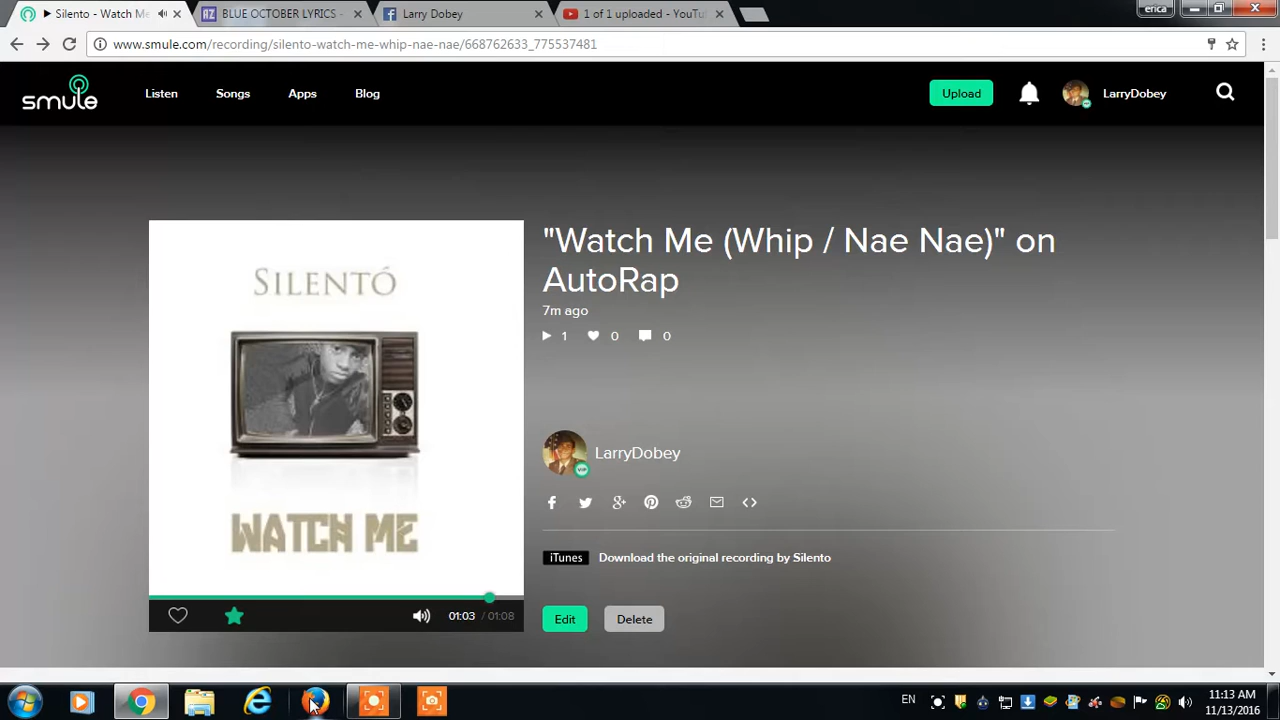 Silento - Watch Me
BLUE OCTOBER LYRICS -
Larry Dobey
1 of 1 uploaded - YouTu
erica
www.smule.com/recording/silento-watch-me-whip-nae-nae/668762633_775537481
smule
Listen
Songs
Apps
Blog
Upload
LarryDobey
SILENTÓ
WATCH ME
"Watch Me (Whip / Nae Nae)" on
AutoRap
7m ago
1
0
0
LarryDobey
iTunes
Download the original recording by Silento
01:03 / 01:08
Edit
Delete
EN
11:13 AM
11/13/2016